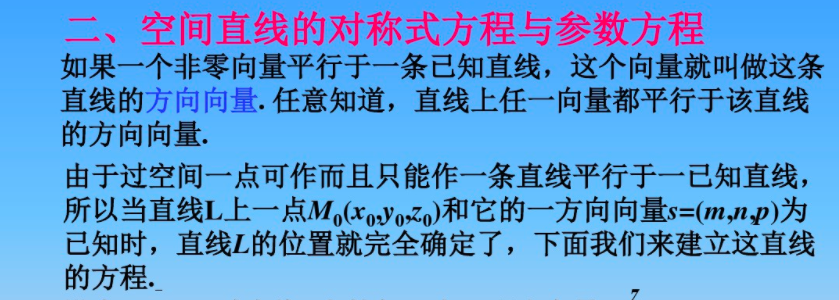 二、空间直线的对称式方程与参数方程
如果一个非零向量平行于一条已知直线，这个向量就叫做这条
直线的方向向量.任意知道，直线上任一向量都平行于该直线
的方向向量.
由于过空间一点可作而且只能作一条直线平行于一已知直线，
所以当直线L上一点M₀(x₀,y₀,z₀)和它的一方向向量s=(m,n,p)为
已知时，直线L的位置就完全确定了，下面我们来建立这直线
的方程.
z